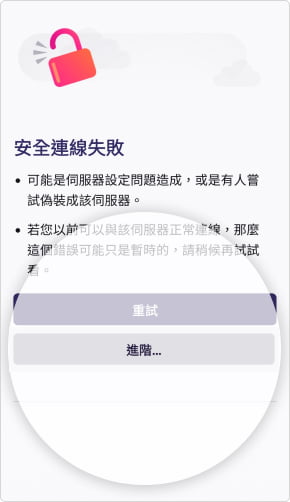 安全連線失敗
• 可能是伺服器設定問題造成，或是有人嘗
試偽裝成該伺服器。
• 若您以前可以與該伺服器正常連線，那麼
這個錯誤可能只是暫時的，請稍候再試試
看。
重試
進階...